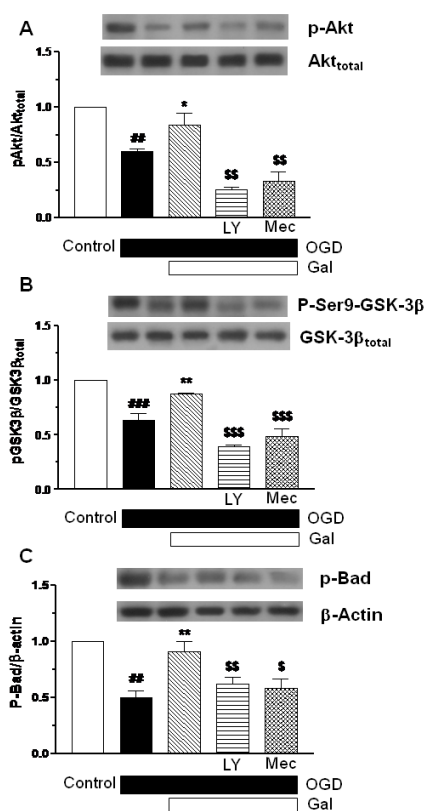 A
p-Akt
Akttotal
pAkt/Akttotal
1.0
0.5
0.0
##
*
$$
$$
LY
Mec
Control
OGD
Gal
B
P-Ser9-GSK-3β
GSK-3βtotal
pGSK3β/GSK3βtotal
1.5
1.0
0.5
0.0
###
**
$$$
$$$
LY
Mec
Control
OGD
Gal
C
p-Bad
β-Actin
P-Bad/β-actin
1.5
1.0
0.5
0.0
##
**
$$
$
LY
Mec
Control
OGD
Gal